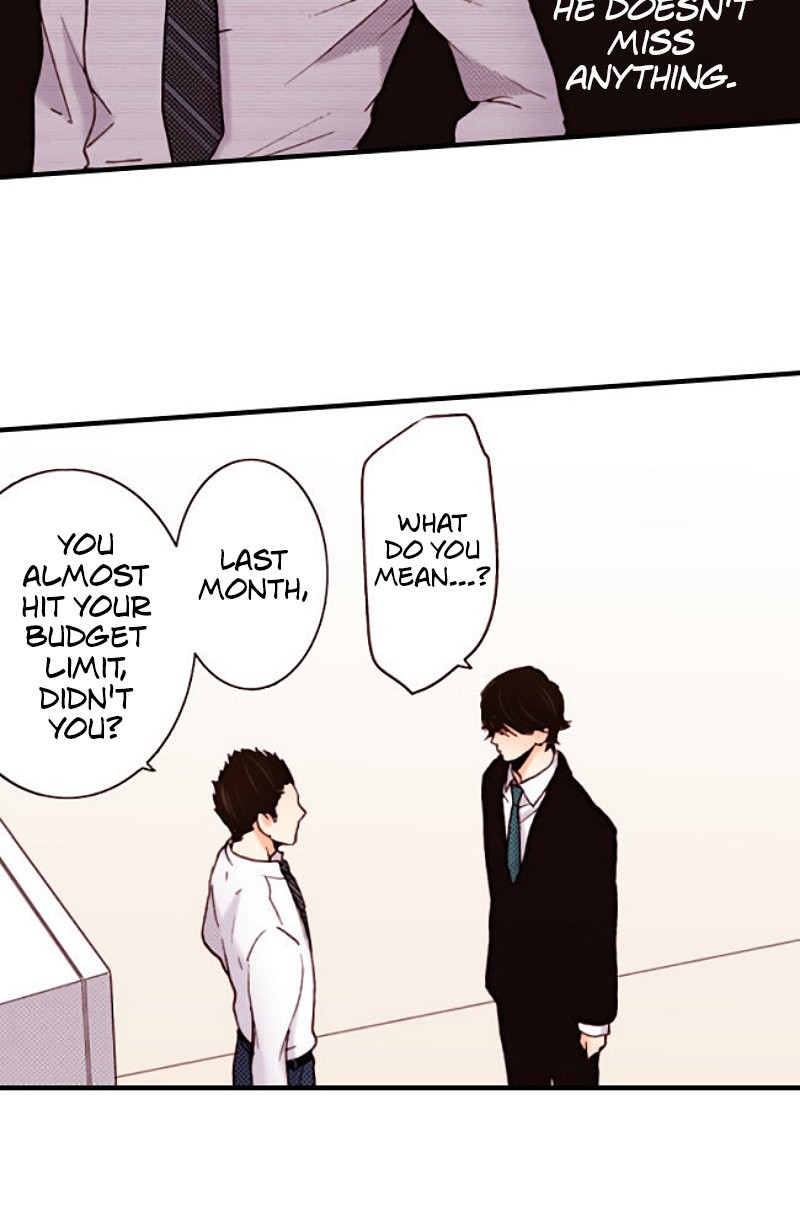 HE DOESN'T
MISS
ANYTHING.
WHAT
DO YOU
MEAN...?
LAST
MONTH,
YOU
ALMOST
HIT YOUR
BUDGET
LIMIT,
DIDN'T
YOU?